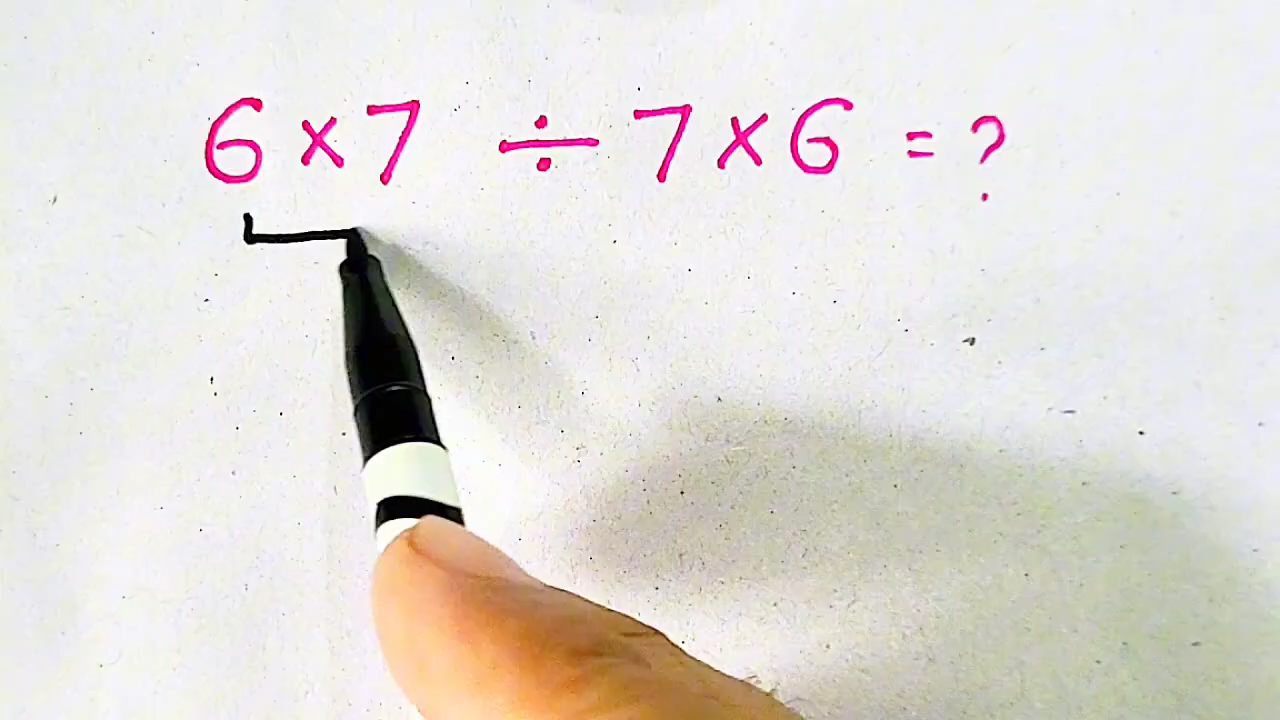 6 × 7 ÷ 7 × 6 = ?